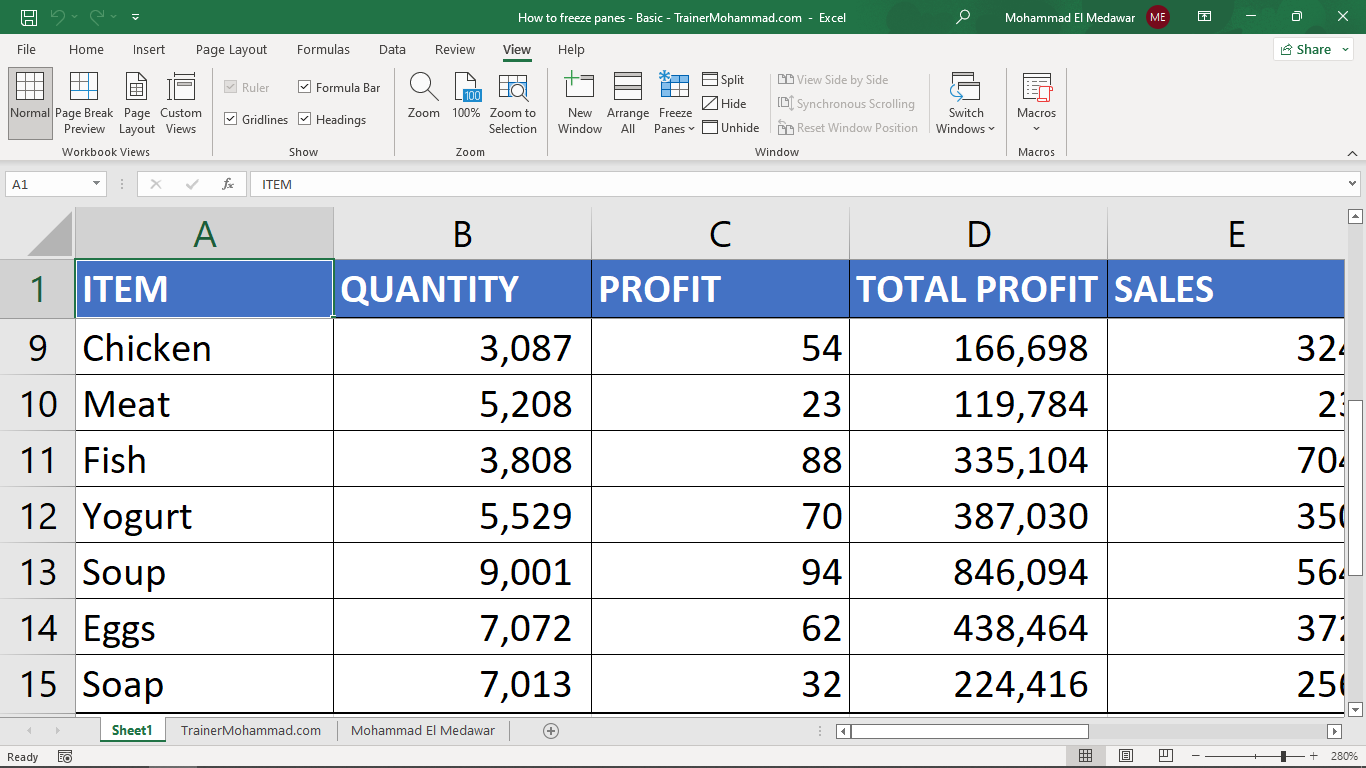 How to freeze panes - Basic - TrainerMohammad.com - Excel
Mohammad El Medawar ME
File Home Insert Page Layout Formulas Data Review View Help Share
Normal Page Break Preview Page Layout Custom Views
Workbook Views
Ruler Formula Bar
Gridlines Headings
Show
Zoom 100% Zoom to Selection
100
Zoom
New Window Arrange All Freeze Panes
Split
Hide
Unhide
View Side by Side
Synchronous Scrolling
Reset Window Position
Switch Windows
Window
Macros
Macros
A1 fx ITEM
A B C D E
1 ITEM QUANTITY PROFIT TOTAL PROFIT SALES
9 Chicken 3,087 54 166,698
10 Meat 5,208 23 119,784
11 Fish 3,808 88 335,104
12 Yogurt 5,529 70 387,030
13 Soup 9,001 94 846,094
14 Eggs 7,072 62 438,464
15 Soap 7,013 32 224,416
Sheet1 TrainerMohammad.com Mohammad El Medawar
Ready 280%